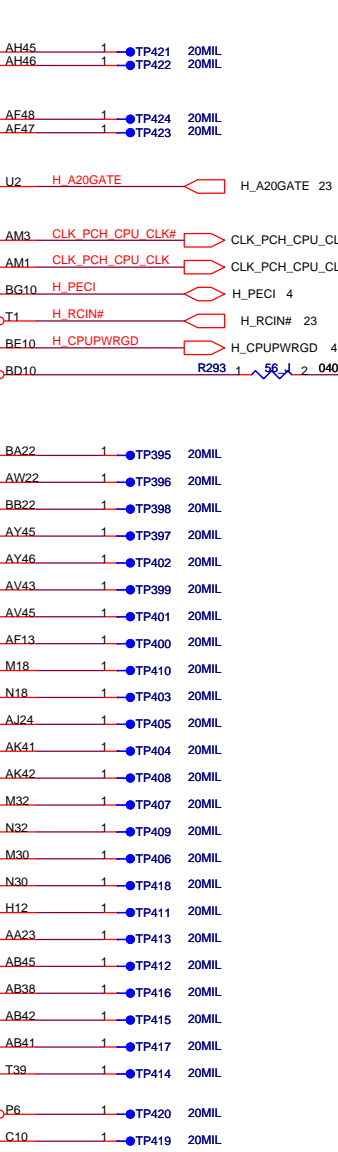 AH45 1 TP421 20MIL
AH46 1 TP422 20MIL
AF48 1 TP424 20MIL
AF47 1 TP423 20MIL
U2 H_A20GATE H_A20GATE 23
AM3 CLK_PCH_CPU_CLK# CLK_PCH_CPU_CL
AM1 CLK_PCH_CPU_CLK CLK_PCH_CPU_CL
BG10 H_PECI H_PECI 4
T1 H_RCIN# H_RCIN# 23
BE10 H_CPUPWRGD H_CPUPWRGD 4
BD10 R293 1 56_J 2 040
BA22 1 TP395 20MIL
AW22 1 TP396 20MIL
BB22 1 TP398 20MIL
AY45 1 TP397 20MIL
AY46 1 TP402 20MIL
AV43 1 TP399 20MIL
AV45 1 TP401 20MIL
AF13 1 TP400 20MIL
M18 1 TP410 20MIL
N18 1 TP403 20MIL
AJ24 1 TP405 20MIL
AK41 1 TP404 20MIL
AK42 1 TP408 20MIL
M32 1 TP407 20MIL
N32 1 TP409 20MIL
M30 1 TP406 20MIL
N30 1 TP418 20MIL
H12 1 TP411 20MIL
AA23 1 TP413 20MIL
AB45 1 TP412 20MIL
AB38 1 TP416 20MIL
AB42 1 TP415 20MIL
AB41 1 TP417 20MIL
T39 1 TP414 20MIL
P6 1 TP420 20MIL
C10 1 TP419 20MIL